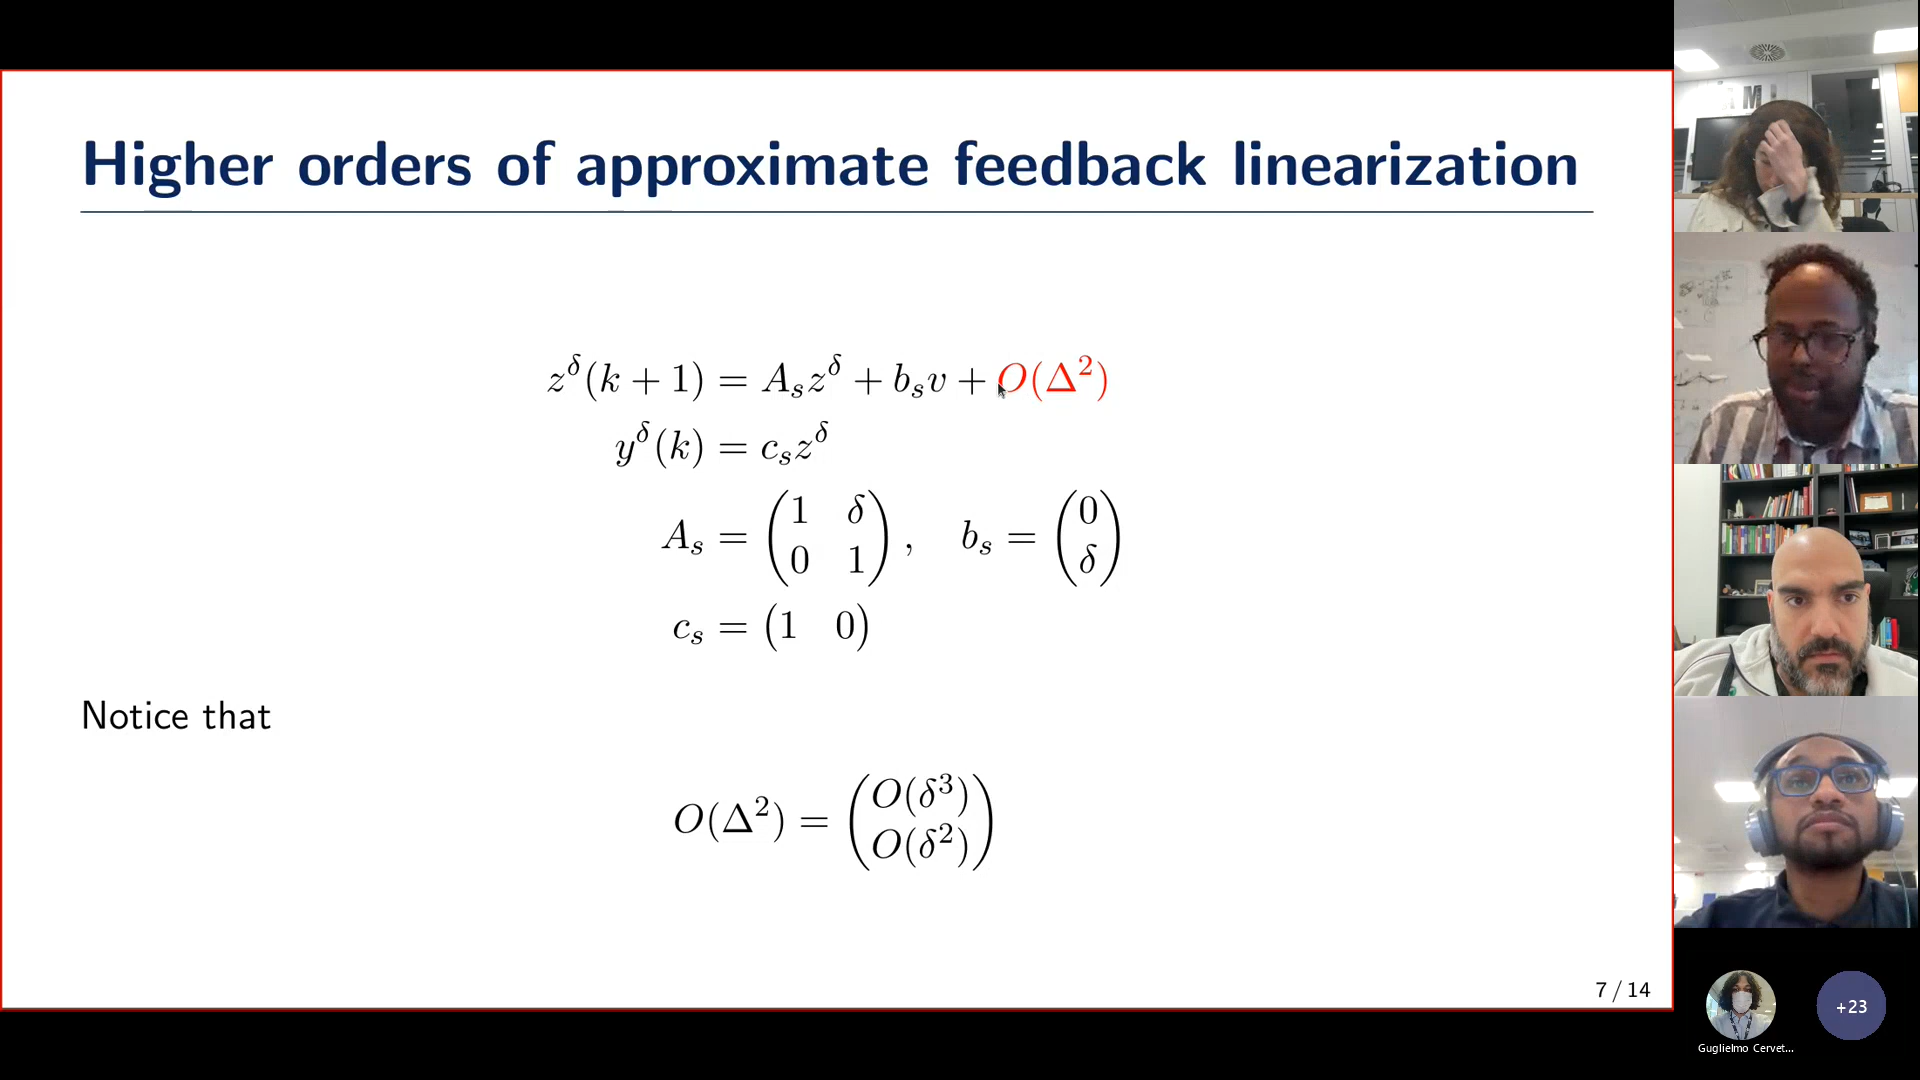 Higher orders of approximate feedback linearization
z^δ(k + 1) = A_s z^δ + b_s v + O(Δ^2)
y^δ(k) = c_s z^δ
A_s = (1 δ; 0 1), b_s = (0; δ)
c_s = (1 0)
Notice that
O(Δ^2) = (O(δ^3); O(δ^2))
7 / 14
+23
Guglielmo Cervet...